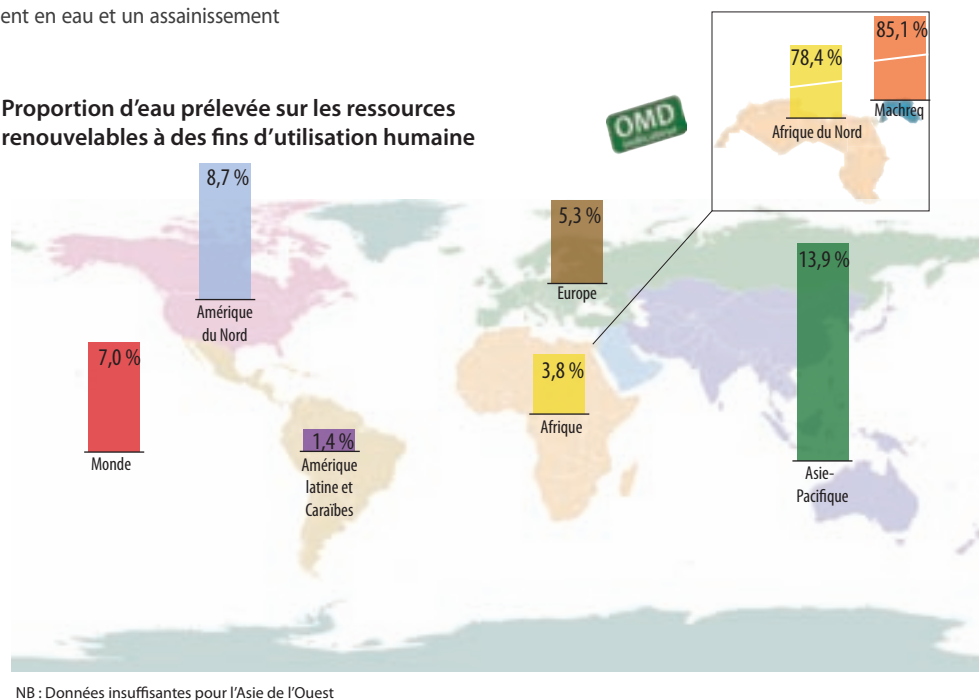 ent en eau et un assainissement
Proportion d'eau prélevée sur les ressources
renouvelables à des fins d'utilisation humaine
OMD
85,1 %
78,4 %
Machreq
Afrique du Nord
8,7 %
Amérique
du Nord
5,3 %
Europe
13,9 %
Asie-
Pacifique
7,0 %
Monde
3,8 %
Afrique
1,4 %
Amérique
latine et
Caraïbes
NB : Données insuffisantes pour l'Asie de l'Ouest